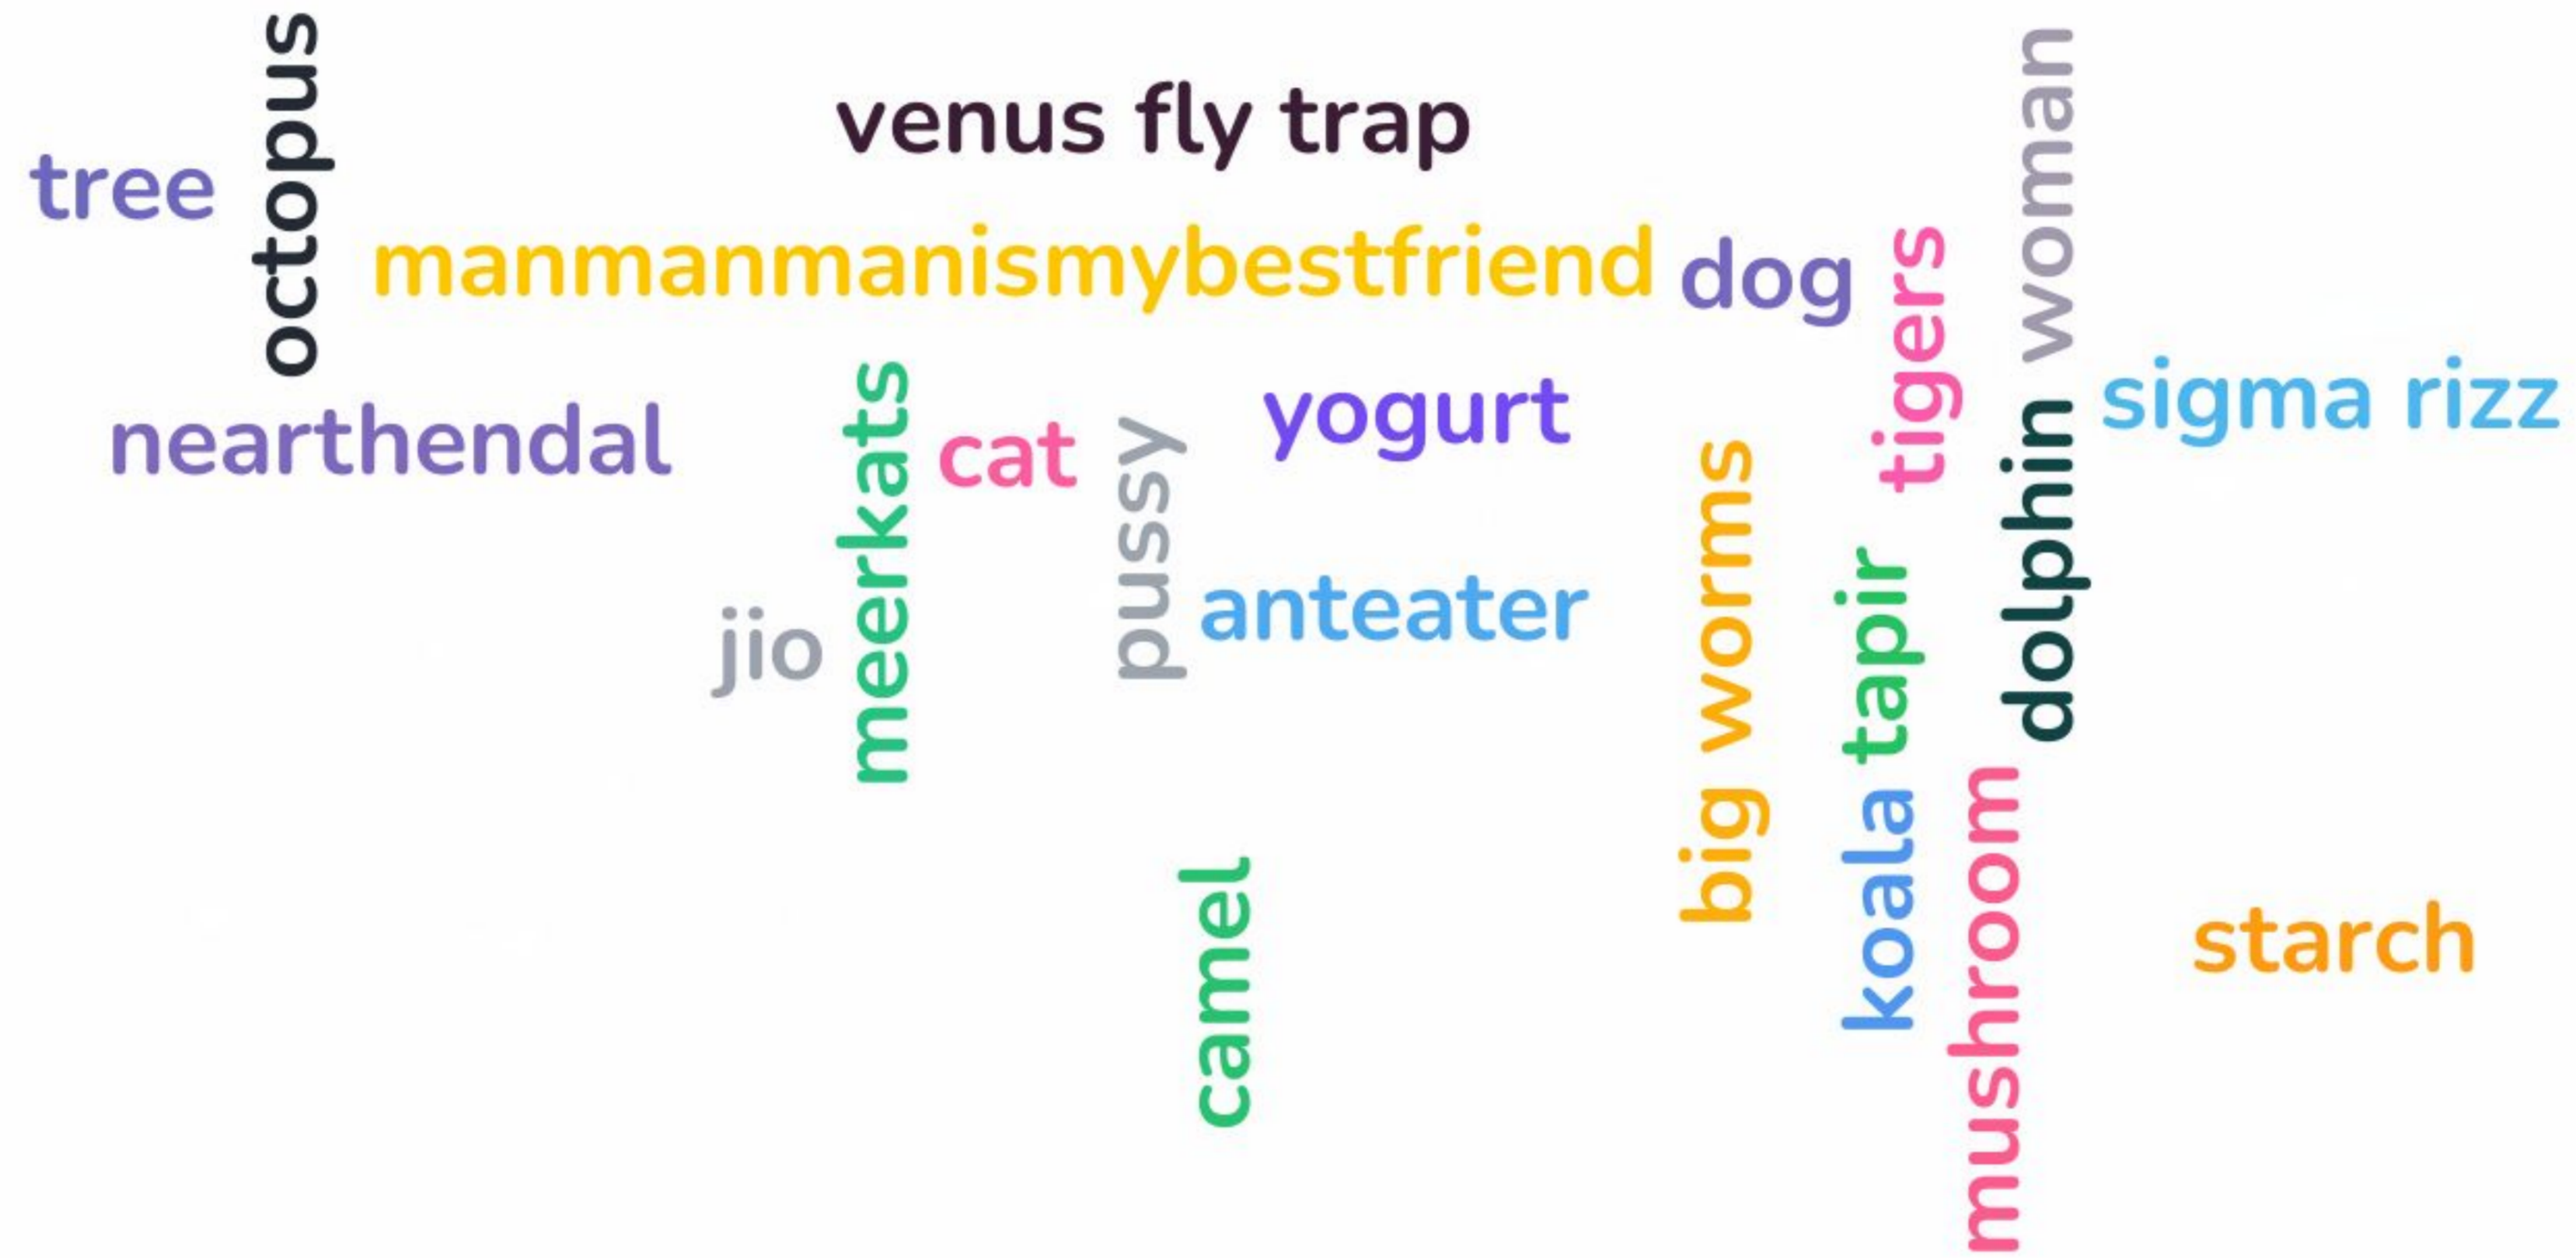 octopus
woman
venus fly trap
tree
manmanmanismybestfriend
dog
tigers
sigma rizz
nearthendal
meerkats
cat
pussy
yogurt
dolphin
big worms
tapir
jio
anteater
koala
mushroom
camel
starch